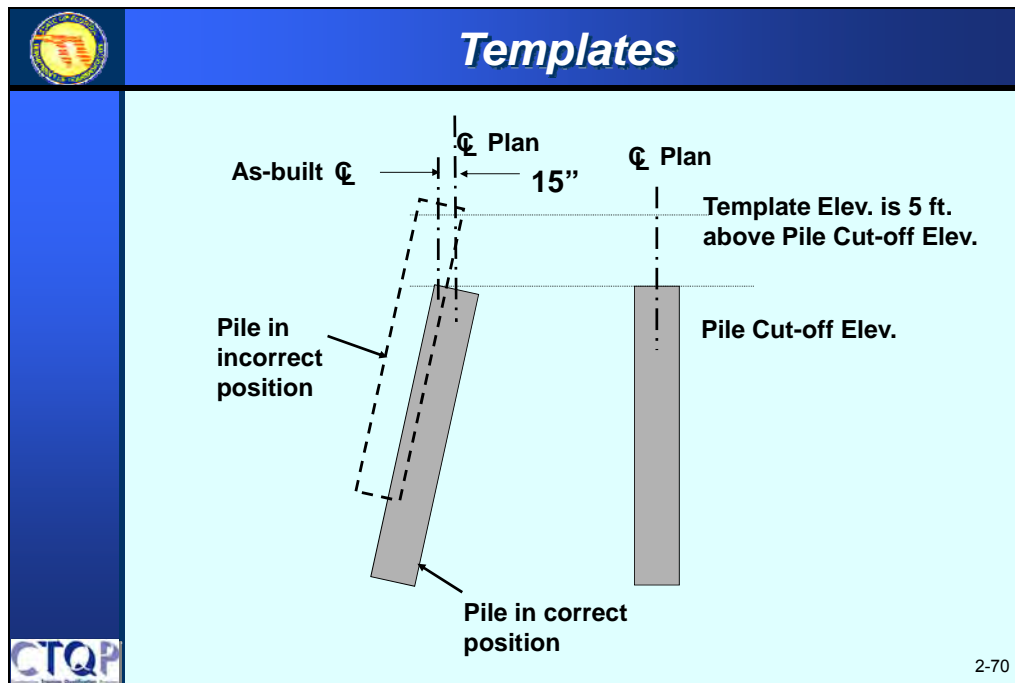 Templates
℄ Plan
As-built ℄
15”
℄ Plan
Template Elev. is 5 ft.
above Pile Cut-off Elev.
Pile in
incorrect
position
Pile Cut-off Elev.
Pile in correct
position
CTQP
2-70